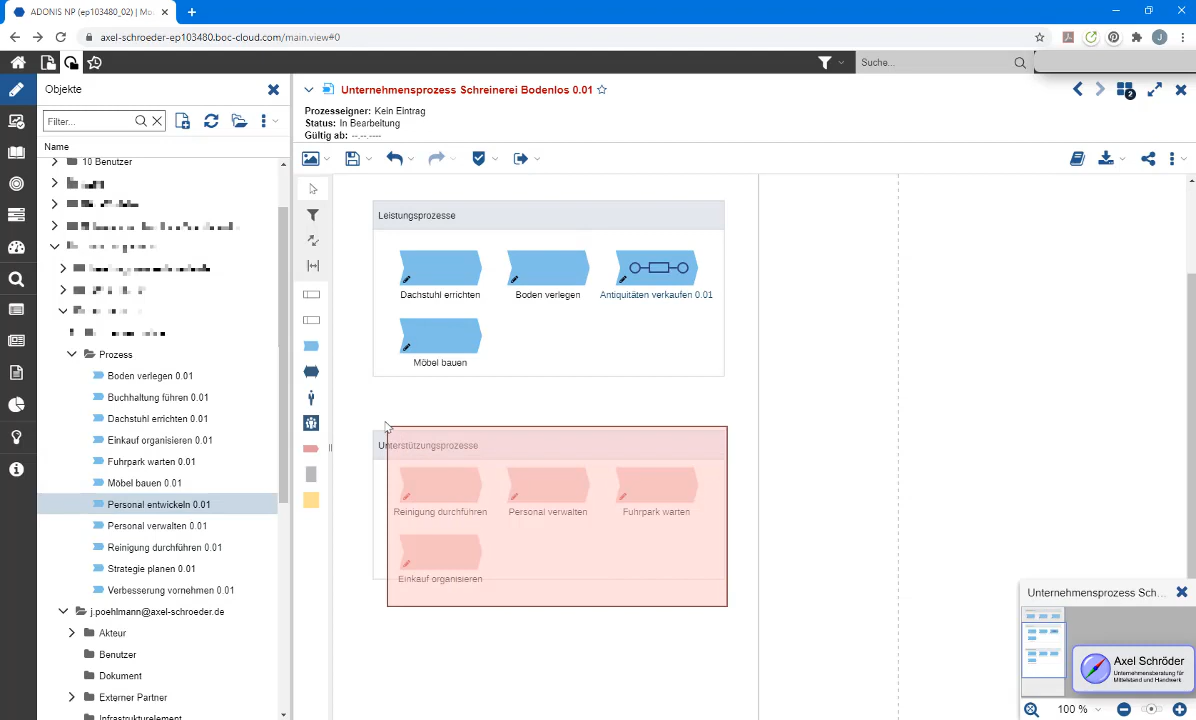 ADONIS NP (ep103480_02) | Mo...
axel-schroeder-ep103480.boc-cloud.com/main.view#0
J
Suche...
Objekte
Filter...
Name
10 Benutzer
Prozess
Boden verlegen 0.01
Buchhaltung führen 0.01
Dachstuhl errichten 0.01
Einkauf organisieren 0.01
Fuhrpark warten 0.01
Möbel bauen 0.01
Personal entwickeln 0.01
Personal verwalten 0.01
Reinigung durchführen 0.01
Strategie planen 0.01
Verbesserung vornehmen 0.01
j.poehlmann@axel-schroeder.de
Akteur
Benutzer
Dokument
Externer Partner
Infrastrukturelement
Unternehmensprozess Schreinerei Bodenlos 0.01
2
Prozesseigner: Kein Eintrag
Status: In Bearbeitung
Gültig ab: --.--.----
Leistungsprozesse
Dachstuhl errichten
Boden verlegen
Antiquitäten verkaufen 0.01
Möbel bauen
Unterstützungsprozesse
Reinigung durchführen
Personal verwalten
Fuhrpark warten
Einkauf organisieren
Unternehmensprozess Sch...
Axel Schröder
Unternehmensberatung für
Mittelstand und Handwerk
100 %